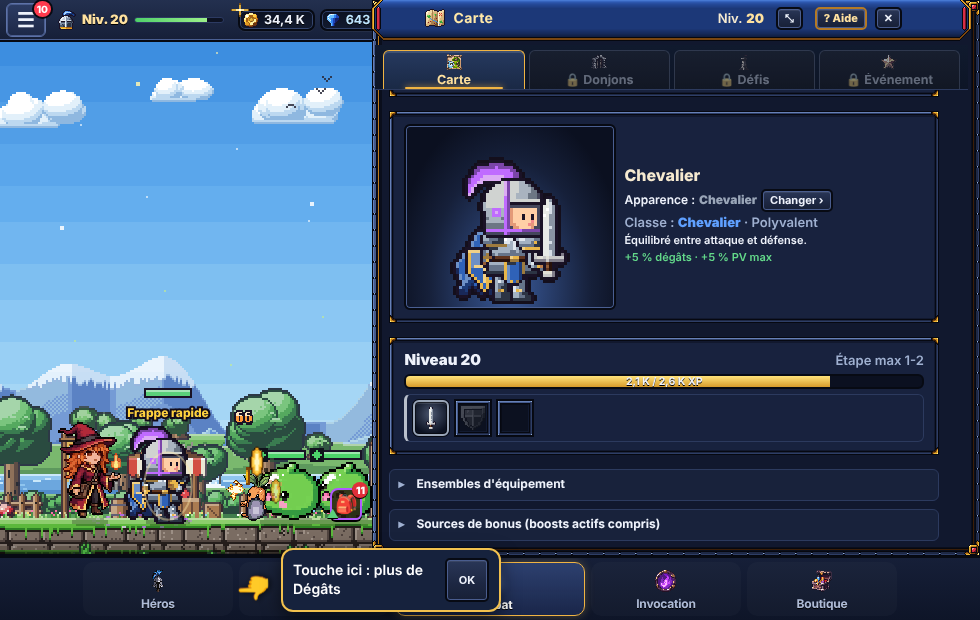 10
Niv. 20
34,4 K
643
Carte
Niv. 20
? Aide
Carte
Donjons
Défis
Événement
Chevalier
Apparence : Chevalier
Changer ›
Classe : Chevalier · Polyvalent
Équilibré entre attaque et défense.
+5 % dégâts · +5 % PV max
Niveau 20
Étape max 1-2
2,1 K / 2,6 K XP
Frappe rapide
66
11
Ensembles d'équipement
Sources de bonus (boosts actifs compris)
Touche ici : plus de
Dégâts
OK
Héros
Invocation
Boutique